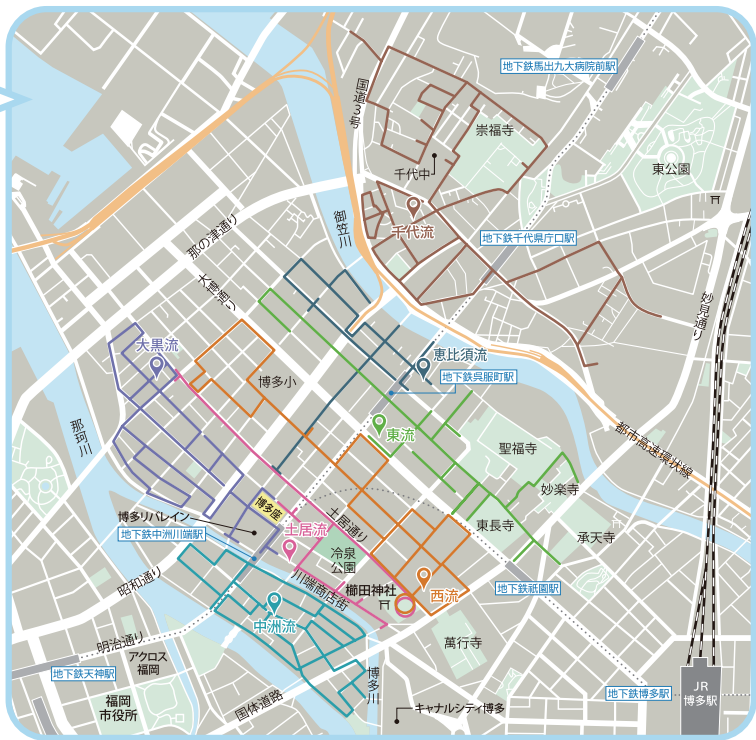 地下鉄馬出九大病院前駅
国道3号
崇福寺
千代中
東公園
千代流
御笠川
地下鉄千代県庁口駅
那の津通り
大博通り
妙見通り
大黒流
恵比須流
地下鉄呉服町駅
博多小
那珂川
東流
聖福寺
都市高速環状線
妙楽寺
博多座
博多リバレイン
地下鉄中洲川端駅
土居流
土居通り
東長寺
承天寺
冷泉
公園
川端商店街
櫛田神社
西流
地下鉄祇園駅
昭和通り
中洲流
明治通り
萬行寺
アクロス
福岡
地下鉄天神駅
博多川
地下鉄博多駅
JR
博多駅
福岡
市役所
国体道路
キャナルシティ博多